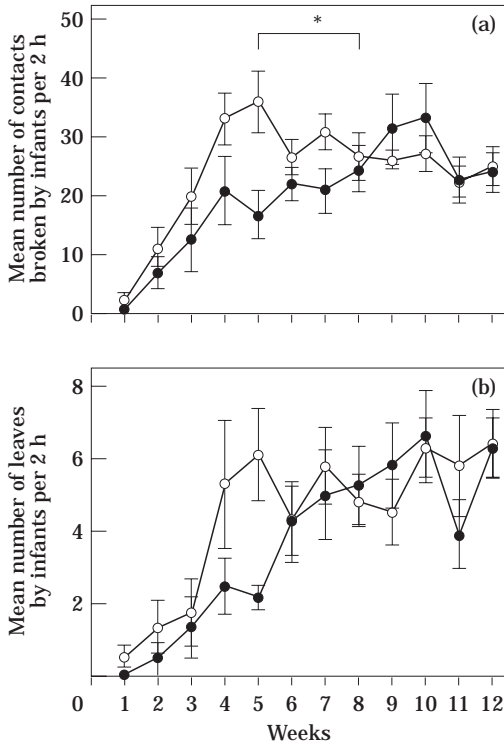 (a)
*
50
40
30
20
10
0
Mean number of contacts
broken by infants per 2 h
(b)
8
6
4
2
0
Mean number of leaves
by infants per 2 h
1 2 3 4 5 6 7 8 9 10 11 12
Weeks